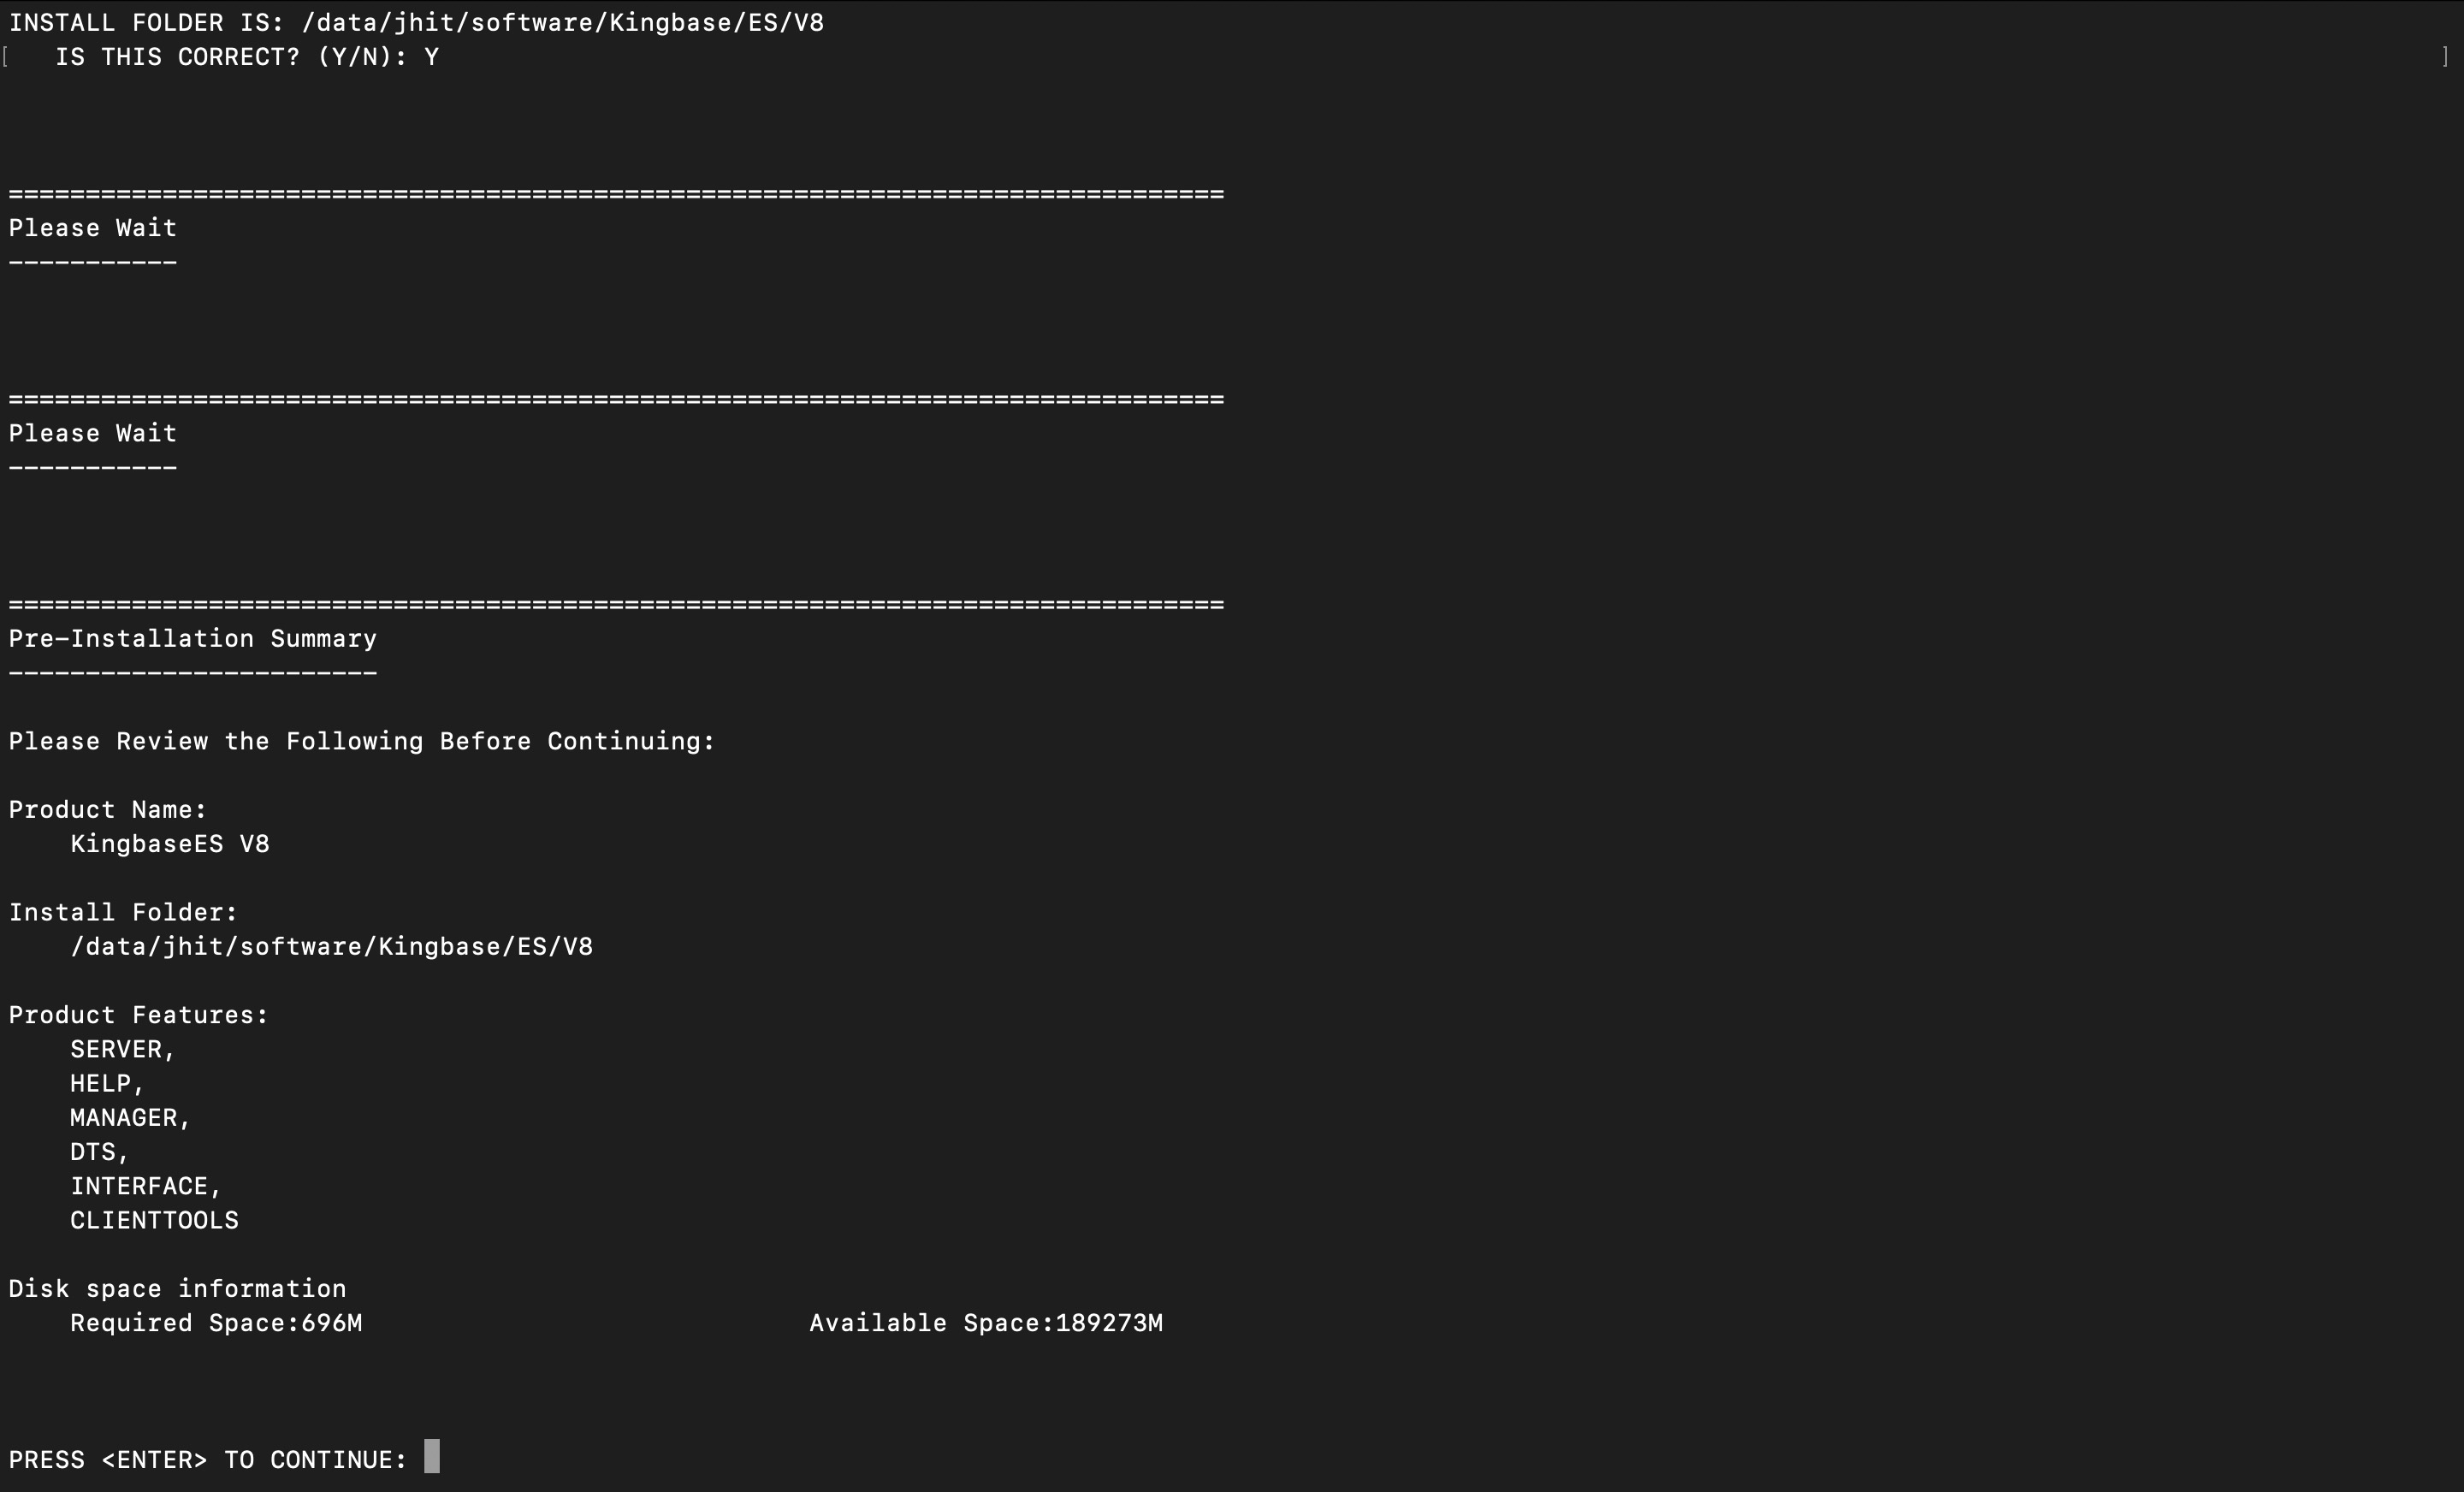 INSTALL FOLDER IS: /data/jhit/software/Kingbase/ES/V8
[   IS THIS CORRECT? (Y/N): Y ]
===============================================================================
Please Wait
-----------
===============================================================================
Please Wait
-----------
===============================================================================
Pre-Installation Summary
------------------------
Please Review the Following Before Continuing:
Product Name:
    KingbaseES V8
Install Folder:
    /data/jhit/software/Kingbase/ES/V8
Product Features:
    SERVER,
    HELP,
    MANAGER,
    DTS,
    INTERFACE,
    CLIENTTOOLS
Disk space information
    Required Space:696M                             Available Space:189273M
PRESS <ENTER> TO CONTINUE: